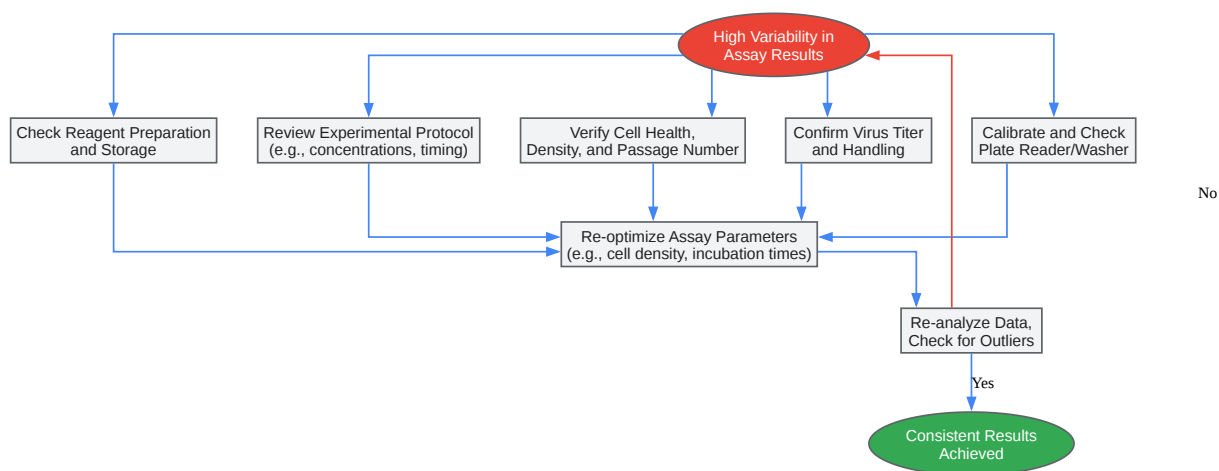 High Variability in
Assay Results
Check Reagent Preparation
and Storage
Review Experimental Protocol
(e.g., concentrations, timing)
Verify Cell Health,
Density, and Passage Number
Confirm Virus Titer
and Handling
Calibrate and Check
Plate Reader/Washer
No
Re-optimize Assay Parameters
(e.g., cell density, incubation times)
Re-analyze Data,
Check for Outliers
Yes
Consistent Results
Achieved